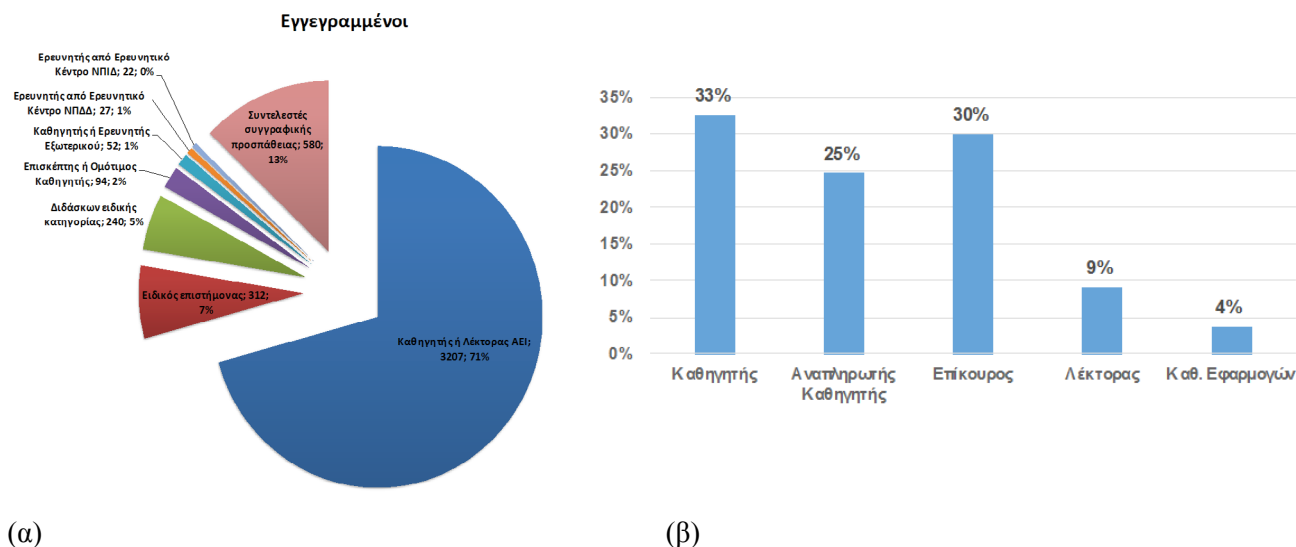 Εγγεγραμμένοι
Ερευνητής από Ερευνητικό
Κέντρο ΝΠΙΔ; 22; 0%
Ερευνητής από Ερευνητικό
Κέντρο ΝΠΔΔ; 27; 1%
Καθηγητής ή Ερευνητής
Εξωτερικού; 52; 1%
Επισκέπτης ή Ομότιμος
Καθηγητής; 94; 2%
Διδάσκων ειδικής
κατηγορίας; 240; 5%
Ειδικός επιστήμονας; 312;
7%
Συντελεστές
συγγραφικής
προσπάθειας; 580;
13%
Καθηγητής ή Λέκτορας ΑΕΙ;
3207; 71%
(α)
35%
30%
25%
20%
15%
10%
5%
0%
33%
25%
30%
9%
4%
Καθηγητής
Αναπληρωτής
Καθηγητής
Επίκουρος
Λέκτορας
Καθ. Εφαρμογών
(β)